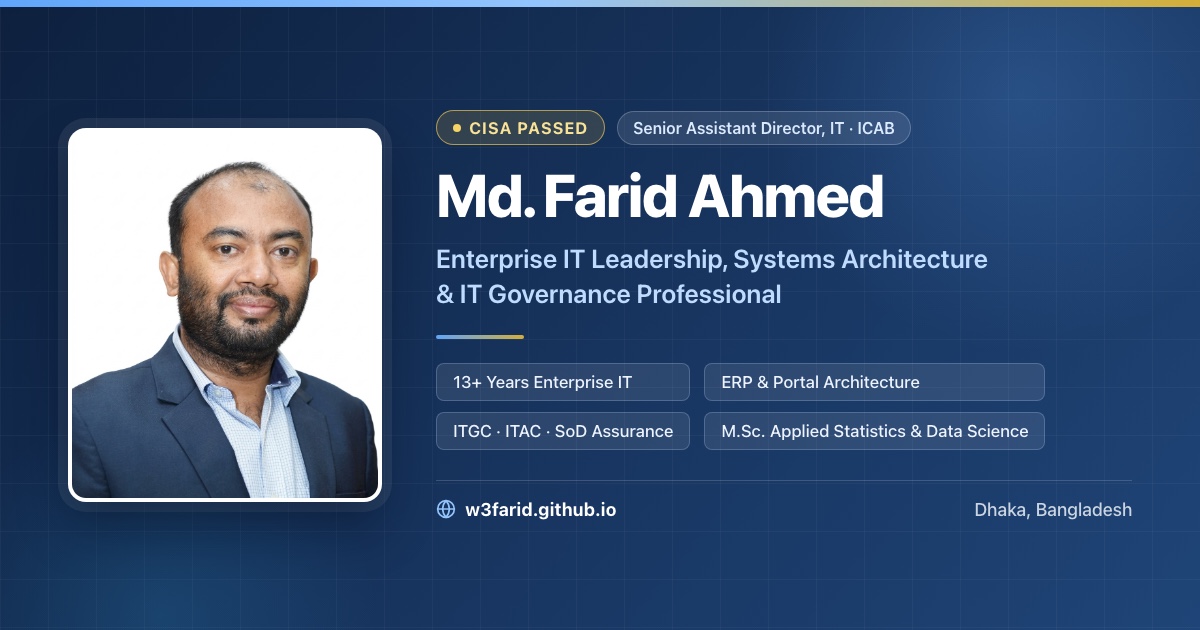 CISA PASSED
Senior Assistant Director, IT · ICAB
Md. Farid Ahmed
Enterprise IT Leadership, Systems Architecture
& IT Governance Professional
13+ Years Enterprise IT
ERP & Portal Architecture
ITGC · ITAC · SoD Assurance
M.Sc. Applied Statistics & Data Science
w3farid.github.io
Dhaka, Bangladesh